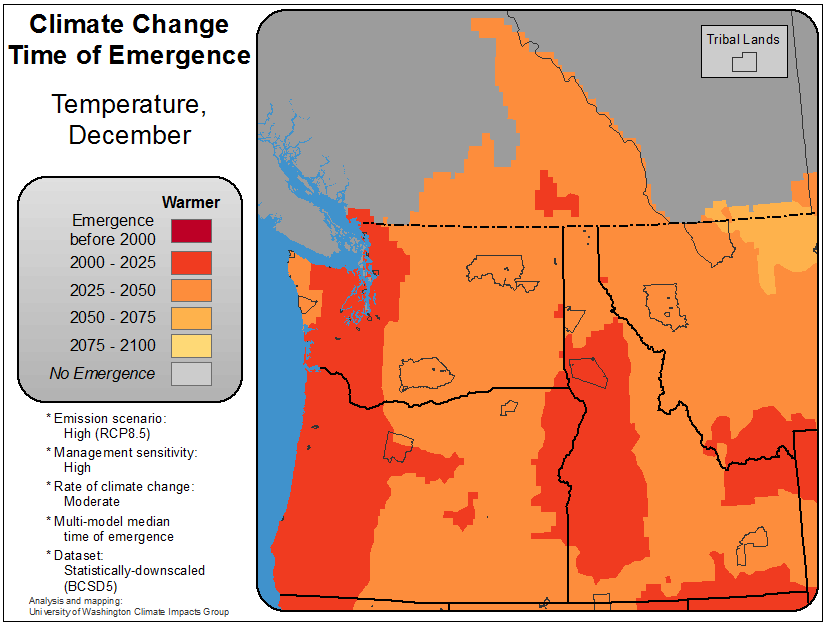 Climate Change
Time of Emergence
Temperature,
December
Warmer
Emergence
before 2000
2000 - 2025
2025 - 2050
2050 - 2075
2075 - 2100
No Emergence
* Emission scenario:
High (RCP8.5)
* Management sensitivity:
High
* Rate of climate change:
Moderate
* Multi-model median
time of emergence
* Dataset:
Statistically-downscaled
(BCSD5)
Analysis and mapping:
University of Washington Climate Impacts Group
Tribal Lands